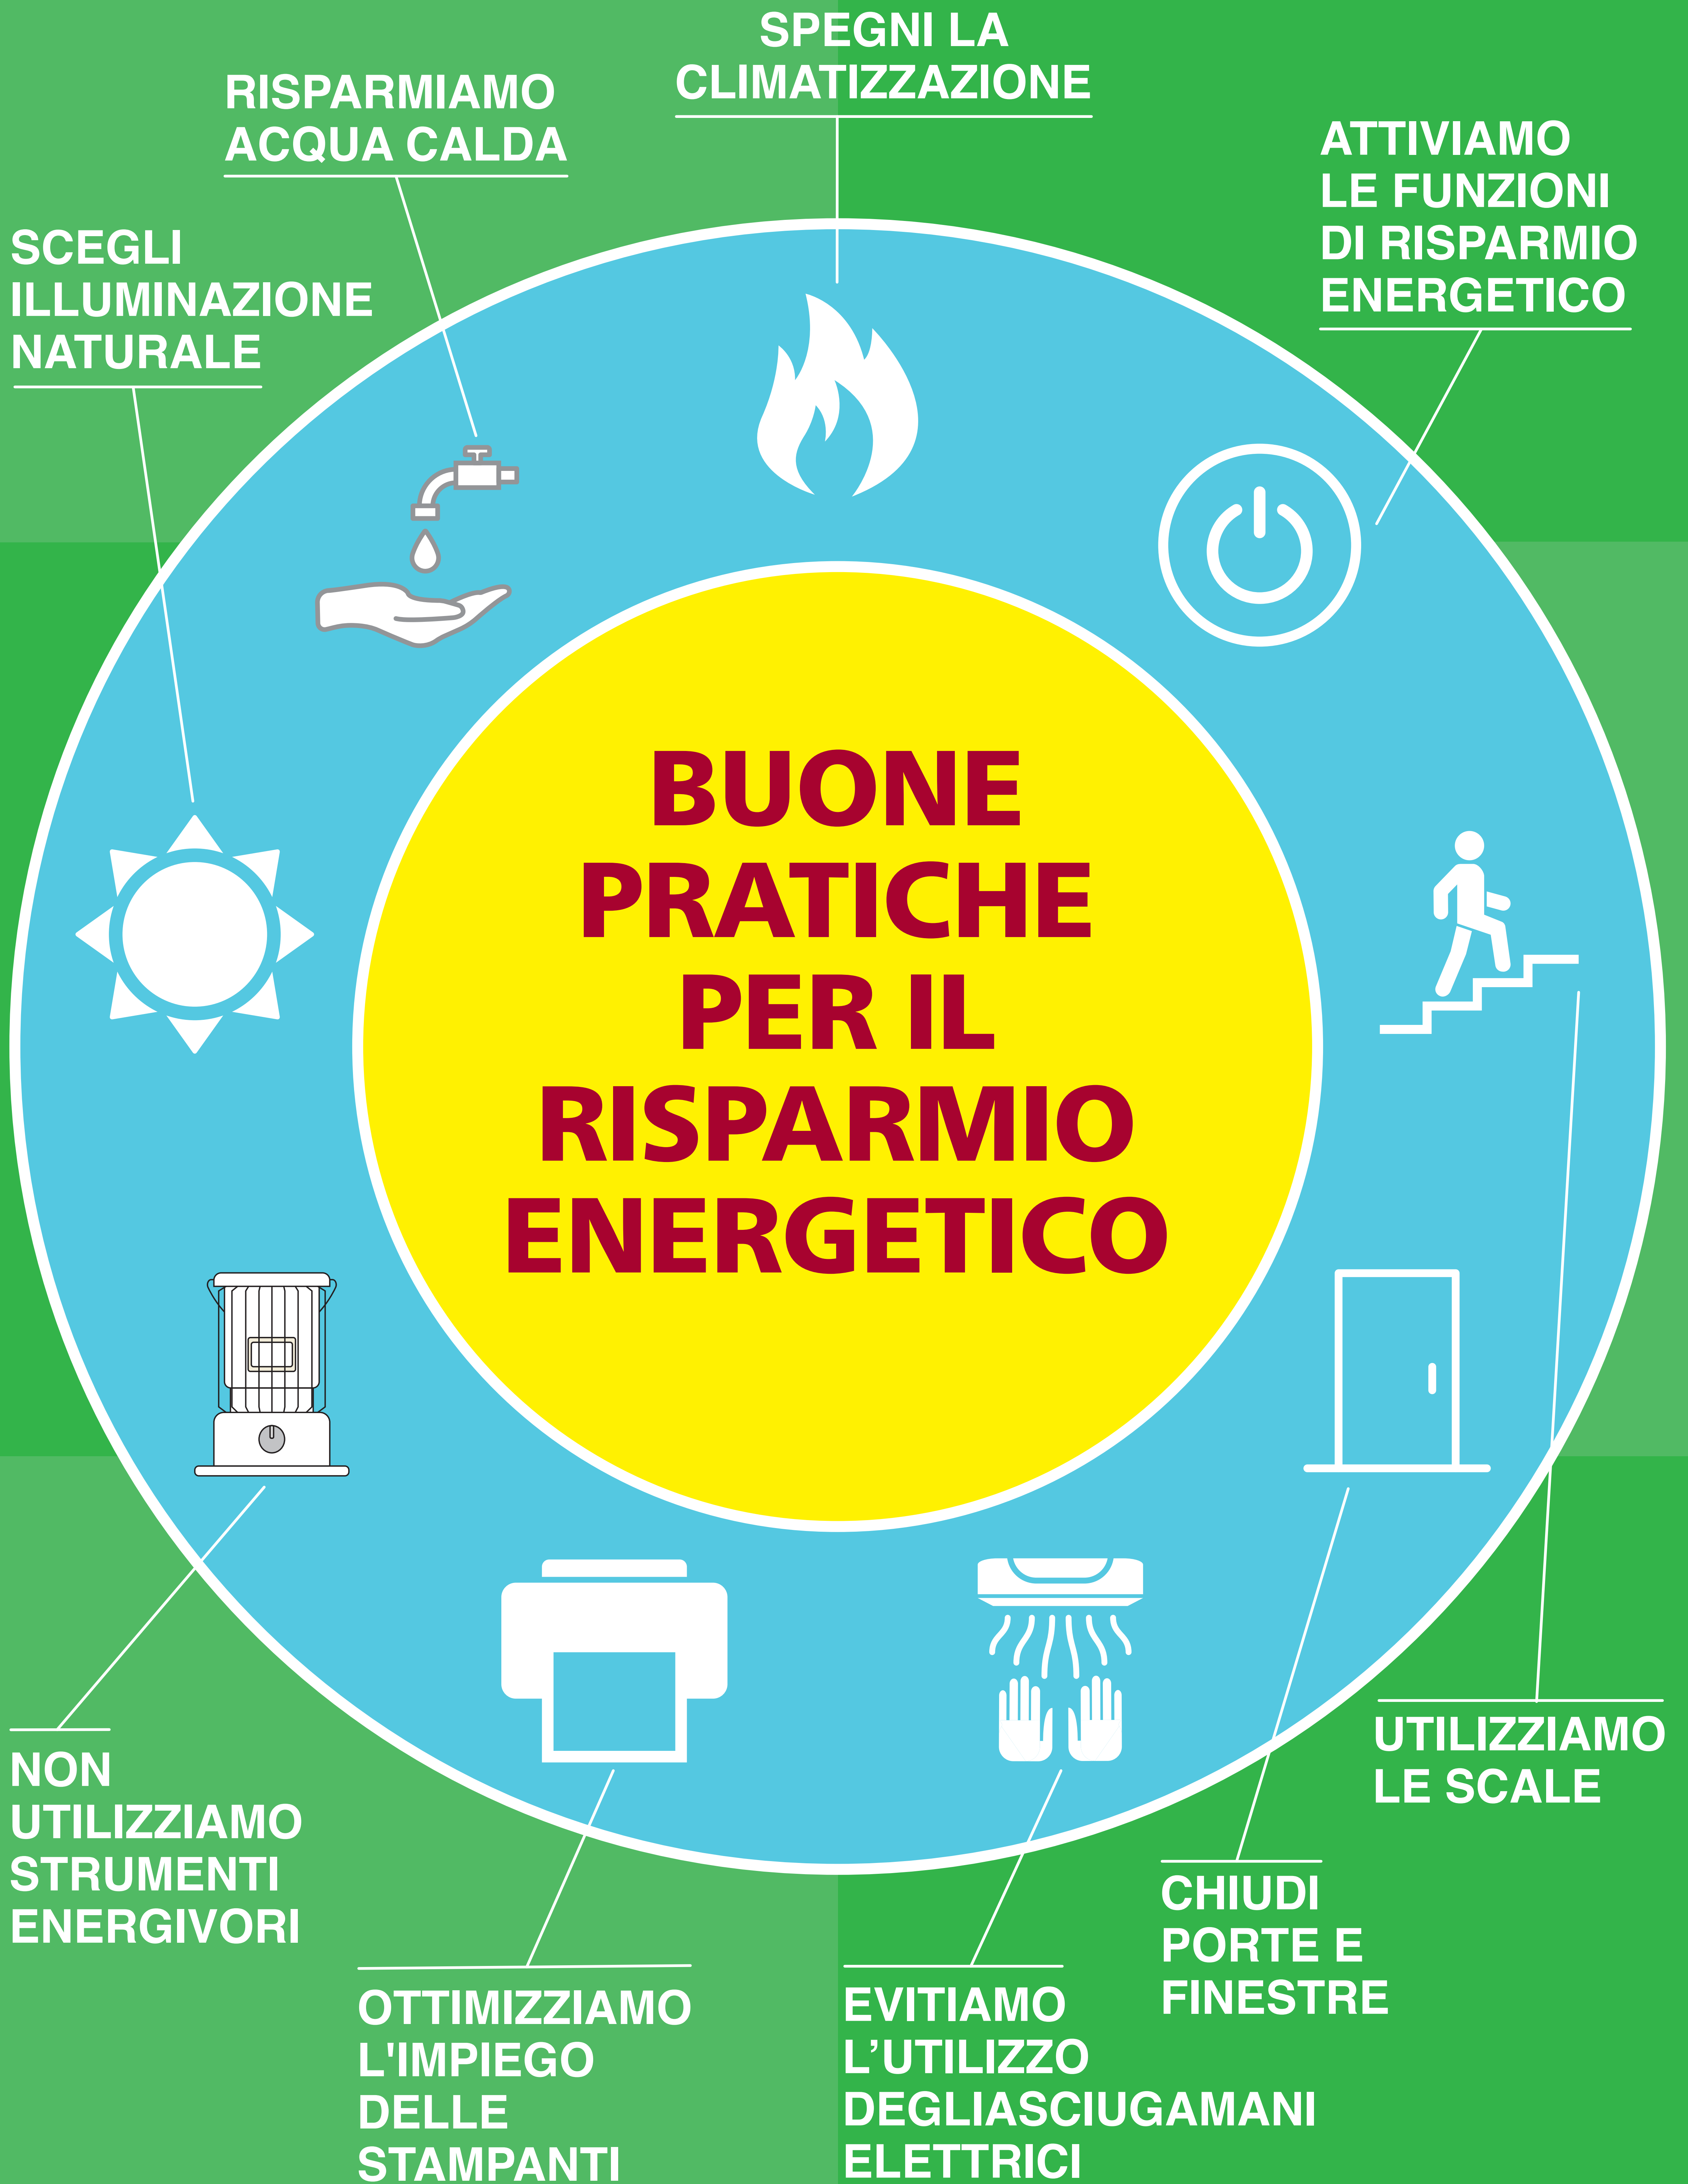 SPEGNI LA
CLIMATIZZAZIONE
RISPARMIAMO
ACQUA CALDA
ATTIVIAMO
LE FUNZIONI
DI RISPARMIO
ENERGETICO
SCEGLI
ILLUMINAZIONE
NATURALE
BUONE
PRATICHE
PER IL
RISPARMIO
ENERGETICO
NON
UTILIZZIAMO
STRUMENTI
ENERGIVORI
OTTIMIZZIAMO
L'IMPIEGO
DELLE
STAMPANTI
EVITIAMO
L’UTILIZZO
DEGLIASCIUGAMANI
ELETTRICI
CHIUDI
PORTE E
FINESTRE
UTILIZZIAMO
LE SCALE